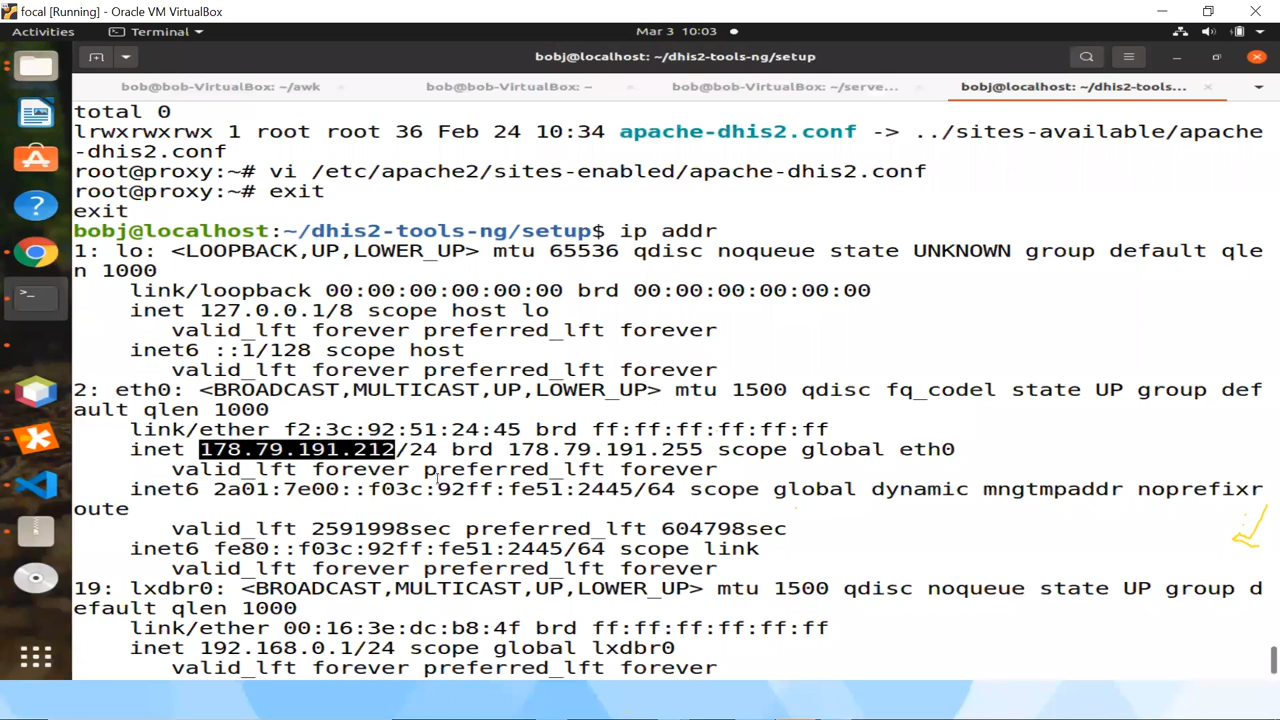 focal [Running] - Oracle VM VirtualBox
Activities Terminal Mar 3 10:03
bobj@localhost: ~/dhis2-tools-ng/setup
bob@bob-VirtualBox: ~/awk bob@bob-VirtualBox: ~ bob@bob-VirtualBox: ~/serve... bobj@localhost: ~/dhis2-tools...
total 0
lrwxrwxrwx 1 root root 36 Feb 24 10:34 apache-dhis2.conf -> ../sites-available/apache
-dhis2.conf
root@proxy:~# vi /etc/apache2/sites-enabled/apache-dhis2.conf
root@proxy:~# exit
exit
bobj@localhost:~/dhis2-tools-ng/setup$ ip addr
1: lo: <LOOPBACK,UP,LOWER_UP> mtu 65536 qdisc noqueue state UNKNOWN group default qle
n 1000
link/loopback 00:00:00:00:00:00 brd 00:00:00:00:00:00
inet 127.0.0.1/8 scope host lo
valid_lft forever preferred_lft forever
inet6 ::1/128 scope host
valid_lft forever preferred_lft forever
2: eth0: <BROADCAST,MULTICAST,UP,LOWER_UP> mtu 1500 qdisc fq_codel state UP group def
ault qlen 1000
link/ether f2:3c:92:51:24:45 brd ff:ff:ff:ff:ff:ff
inet 178.79.191.212/24 brd 178.79.191.255 scope global eth0
valid_lft forever preferred_lft forever
inet6 2a01:7e00::f03c:92ff:fe51:2445/64 scope global dynamic mngtmpaddr noprefixr
oute
valid_lft 2591998sec preferred_lft 604798sec
inet6 fe80::f03c:92ff:fe51:2445/64 scope link
valid_lft forever preferred_lft forever
19: lxdbr0: <BROADCAST,MULTICAST,UP,LOWER_UP> mtu 1500 qdisc noqueue state UP group d
efault qlen 1000
link/ether 00:16:3e:dc:b8:4f brd ff:ff:ff:ff:ff:ff
inet 192.168.0.1/24 scope global lxdbr0
valid_lft forever preferred_lft forever